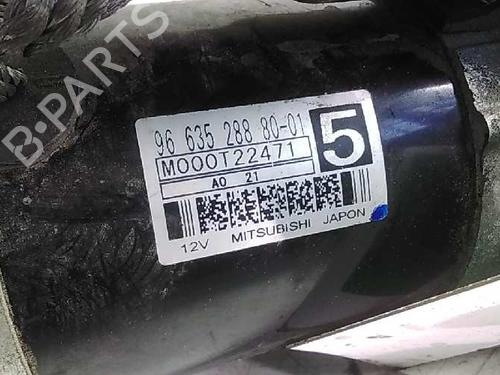 96 635 288 80-01
5
M000T22471
A0 21
12V MITSUBISHI JAPON
B-PARTS